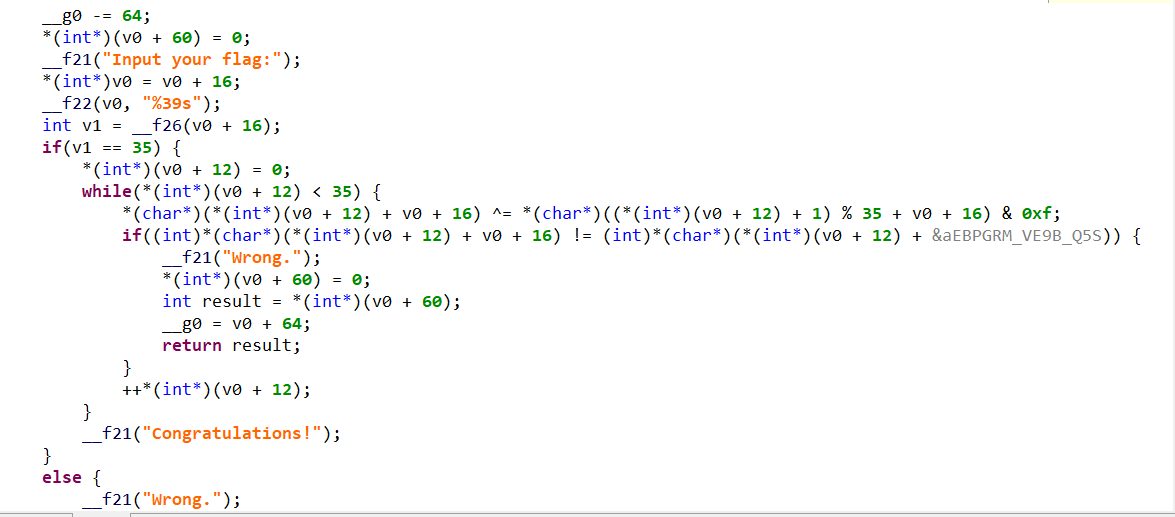 __g0 -= 64;
*(int*)(v0 + 60) = 0;
__f21("Input your flag:");
*(int*)v0 = v0 + 16;
__f22(v0, "%39s");
int v1 = __f26(v0 + 16);
if(v1 == 35) {
*(int*)(v0 + 12) = 0;
while(*(int*)(v0 + 12) < 35) {
*(char*)(*(int*)(v0 + 12) + v0 + 16) ^= *(char*)((*(int*)(v0 + 12) + 1) % 35 + v0 + 16) & 0xf;
if((int)*(char*)(*(int*)(v0 + 12) + v0 + 16) != (int)*(char*)(*(int*)(v0 + 12) + &aEBPGRM_VE9B_Q5S)) {
__f21("Wrong.");
*(int*)(v0 + 60) = 0;
int result = *(int*)(v0 + 60);
__g0 = v0 + 64;
return result;
}
++*(int*)(v0 + 12);
}
__f21("Congratulations!");
}
else {
__f21("Wrong.");